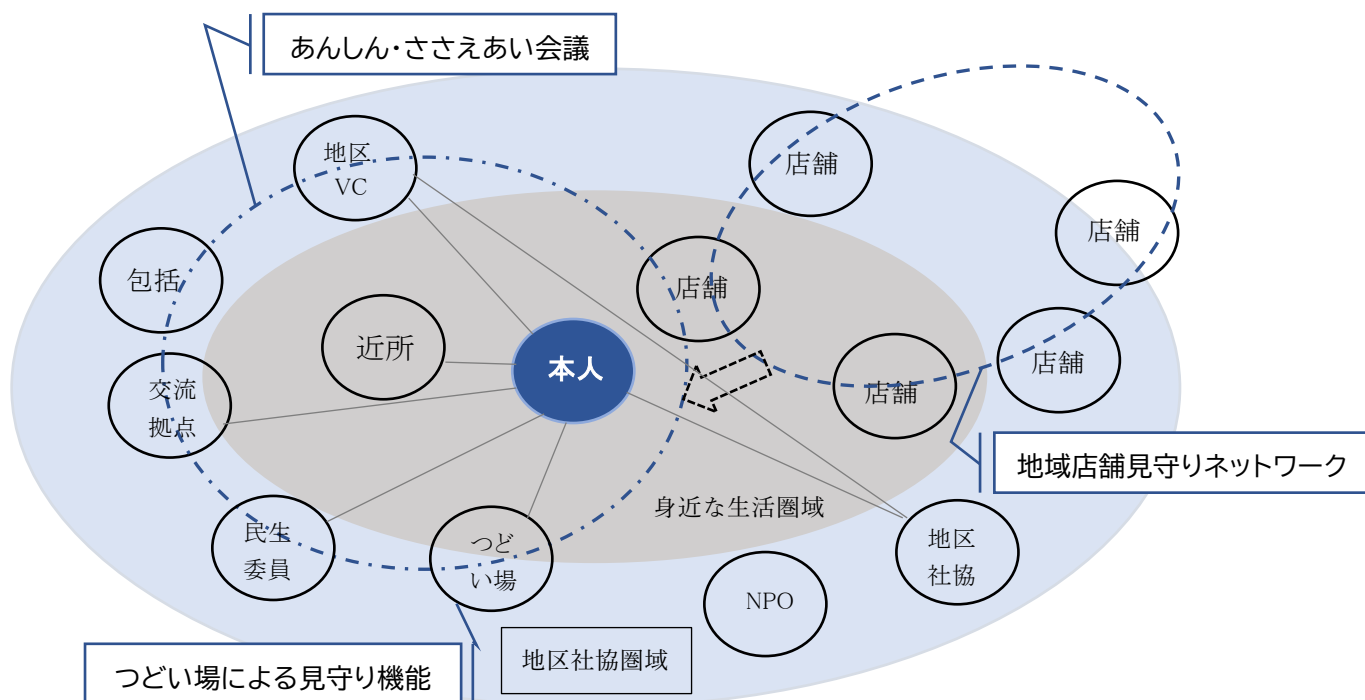 あんしん・ささえあい会議
地区
VC
店舗
店舗
包括
店舗
近所
本人
店舗
店舗
交流
拠点
地域店舗見守りネットワーク
身近な生活圏域
民生
委員
つど
い場
地区
社協
NPO
地区社協圏域
つどい場による見守り機能